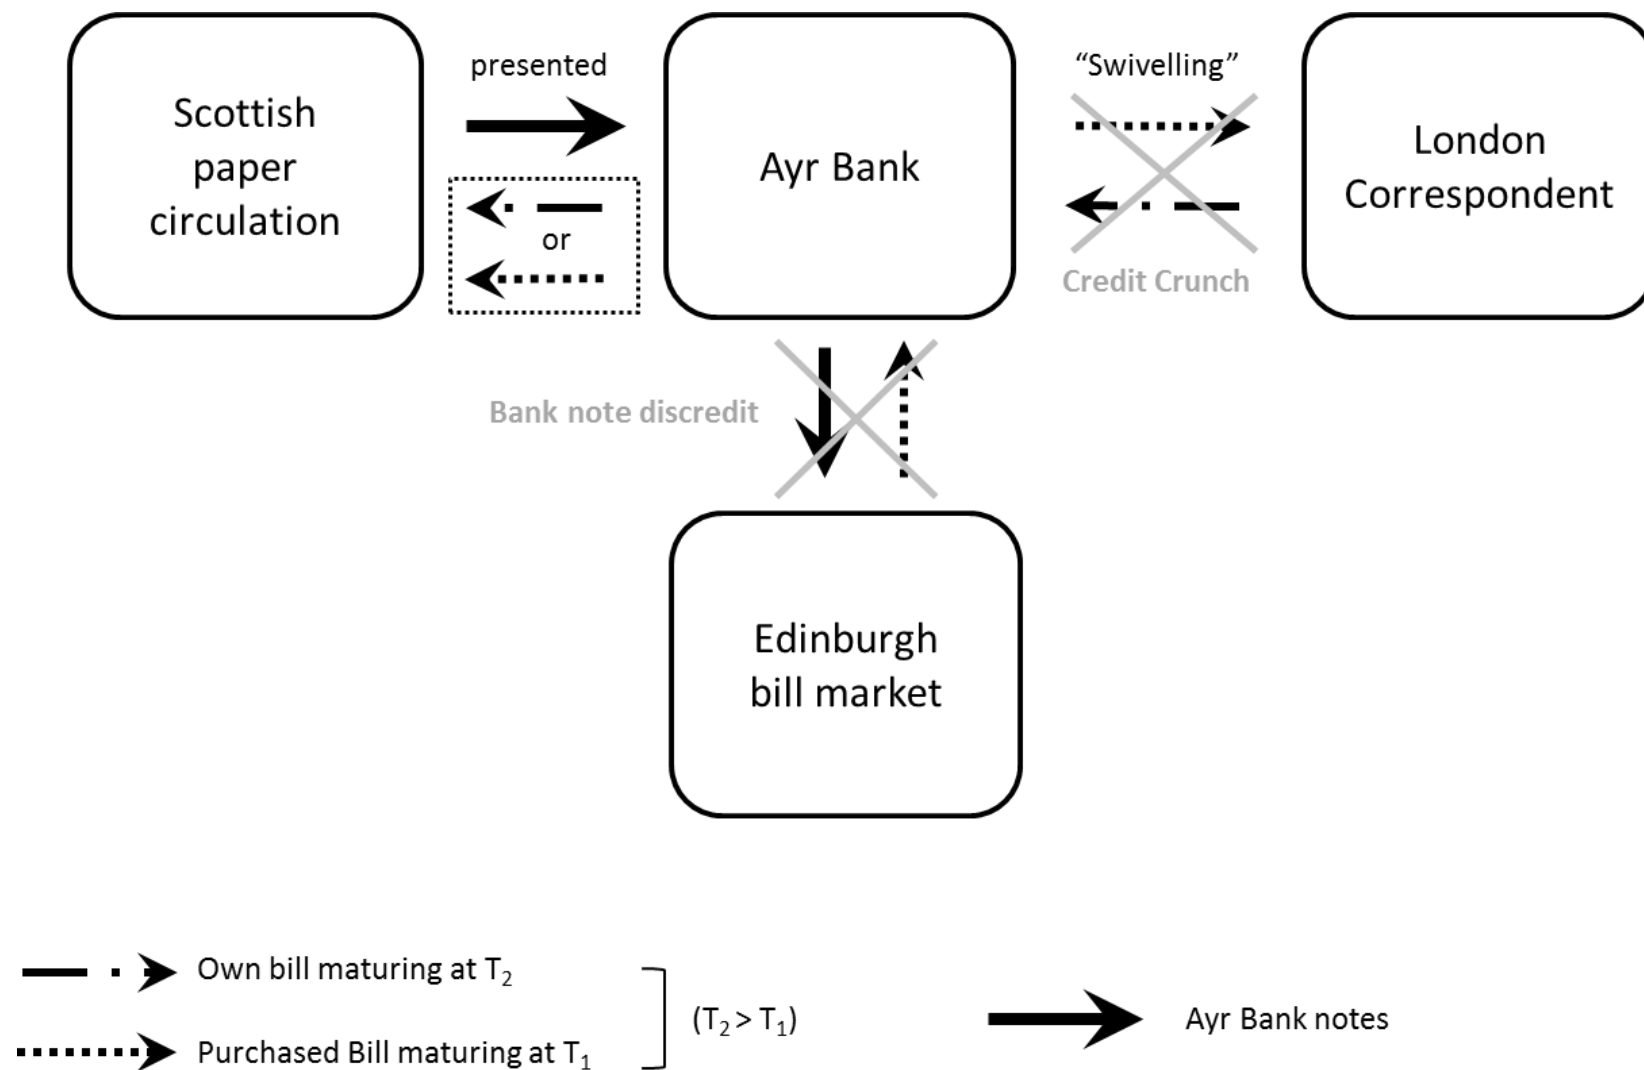 Scottish
paper
circulation
presented
or
Ayr Bank
“Swivelling”
Credit Crunch
London
Correspondent
Bank note discredit
Edinburgh
bill market
Own bill maturing at T₂
Purchased Bill maturing at T₁
(T₂ > T₁)
Ayr Bank notes